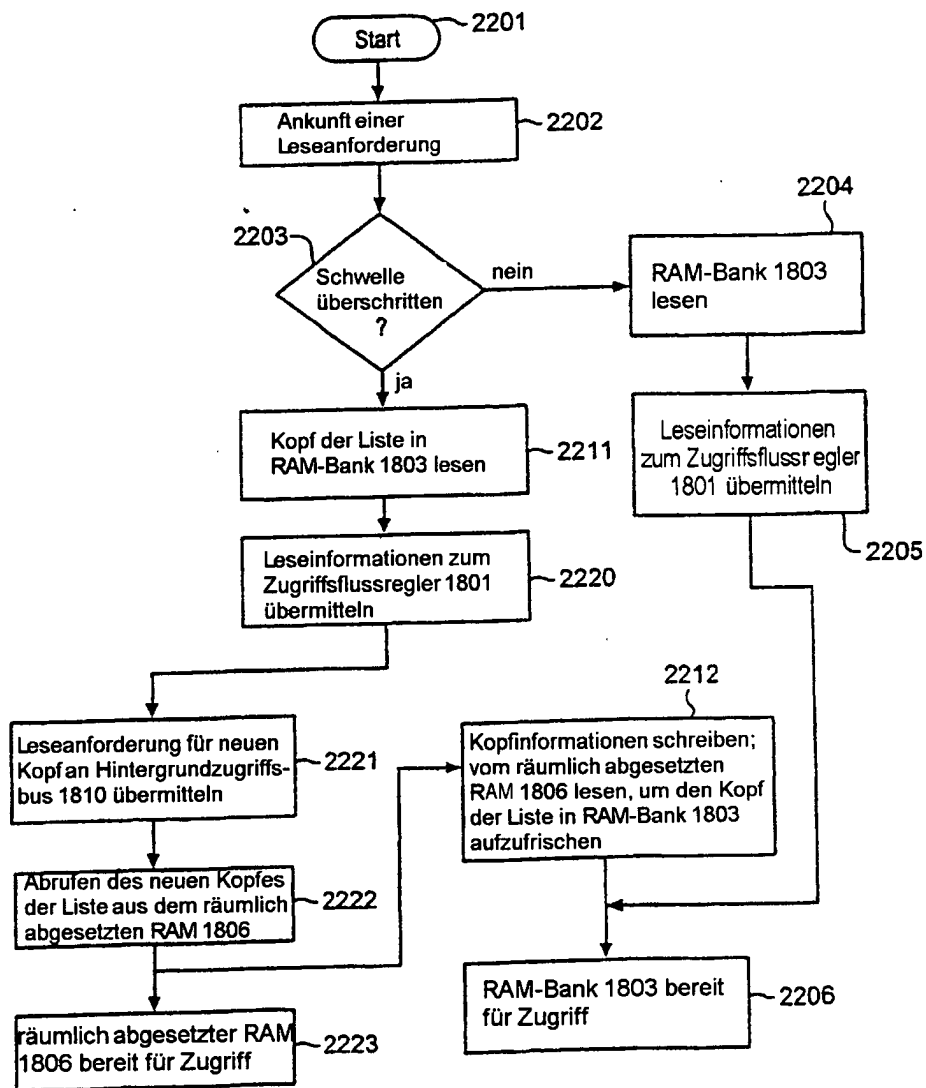 Start
2201
Ankunft einer
Leseanforderung
2202
2203
Schwelle
überschritten
?
nein
ja
2204
RAM-Bank 1803
lesen
Leseinformationen
zum Zugriffsflussregler
1801 übermitteln
2205
Kopf der Liste in
RAM-Bank 1803 lesen
2211
Leseinformationen zum
Zugriffsflussregler 1801
übermitteln
2220
Leseanforderung für neuen
Kopf an Hintergrundzugriffs-
bus 1810 übermitteln
2221
2212
Kopfinformationen schreiben;
vom räumlich abgesetzten
RAM 1806 lesen, um den Kopf
der Liste in RAM-Bank 1803
aufzufrischen
Abrufen des neuen Kopfes
der Liste aus dem räumlich
abgesetzten RAM 1806
2222
räumlich abgesetzter RAM
1806 bereit für Zugriff
2223
RAM-Bank 1803 bereit
für Zugriff
2206